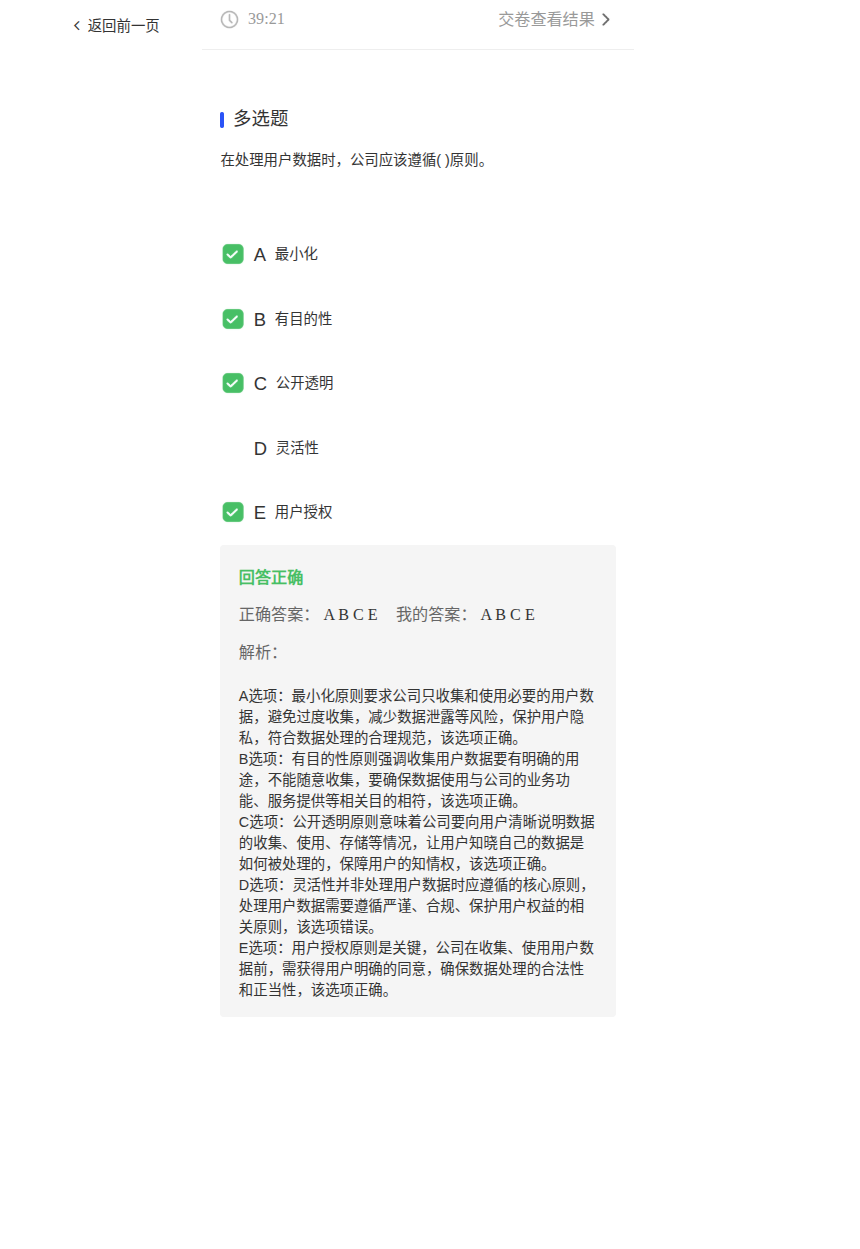 返回前一页
39:21
交卷查看结果
多选题
在处理用户数据时，公司应该遵循( )原则。
A 最小化
B 有目的性
C 公开透明
D 灵活性
E 用户授权
回答正确
正确答案： A B C E 我的答案： A B C E
解析：
A选项：最小化原则要求公司只收集和使用必要的用户数
据，避免过度收集，减少数据泄露等风险，保护用户隐
私，符合数据处理的合理规范，该选项正确。
B选项：有目的性原则强调收集用户数据要有明确的用
途，不能随意收集，要确保数据使用与公司的业务功
能、服务提供等相关目的相符，该选项正确。
C选项：公开透明原则意味着公司要向用户清晰说明数据
的收集、使用、存储等情况，让用户知晓自己的数据是
如何被处理的，保障用户的知情权，该选项正确。
D选项：灵活性并非处理用户数据时应遵循的核心原则，
处理用户数据需要遵循严谨、合规、保护用户权益的相
关原则，该选项错误。
E选项：用户授权原则是关键，公司在收集、使用用户数
据前，需获得用户明确的同意，确保数据处理的合法性
和正当性，该选项正确。